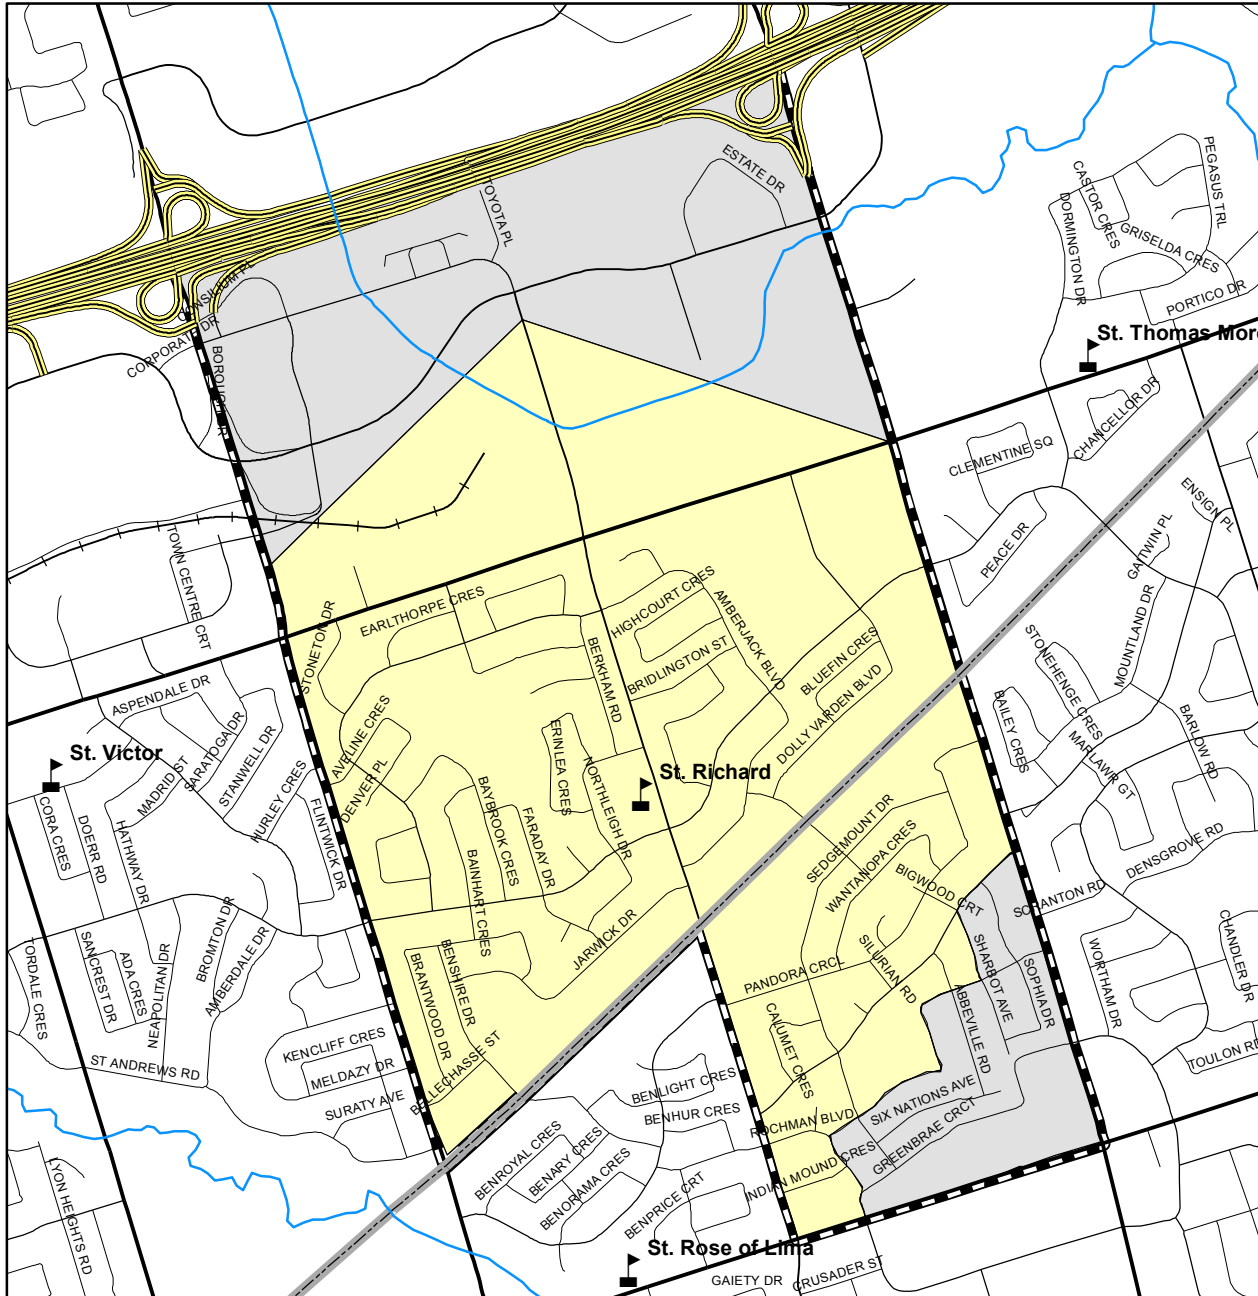 PEGASUS TRL
ESTATE DR
CASTOR CRES
TOYOTA PL
DORMINGTON DR
GRISELDA CRES
CONSILIUM PL
PORTICO DR
CORPORATE DR
St. Thomas More
BOROUGH DR
CHANCELLOR DR
CLEMENTINE SQ
ENSIGN PL
TOWN CENTRE CRT
PEACE DR
GATWIN PL
EARLTHORPE CRES
HIGHCOURT CRES
AMBERJACK BLVD
STONETON DR
BERKHAM RD
BRIDLINGTON ST
BLUEFIN CRES
MOUNTLAND DR
STONEHENGE CRES
ASPENDALE DR
DOLLY VARDEN BLVD
BAILEY CRES
BARLOW RD
SARATOGA DR
STANWELL DR
AVELINE CRES
ERINLEA CRES
St. Victor
MADRID ST
NORTHLEIGH DR
St. Richard
MARLAWR GT
HURLEY CRES
DENVER PL
BAYBROOK CRES
FARADAY DR
CORA CRES
DOERR RD
HATHWAY DR
FLINTWICK DR
BAINHART CRES
SEDGEMOUNT DR
WANTANOPA CRES
DENSGROVE RD
BIGWOOD CRT
SCRANTON RD
JARWICK DR
TORDALE CRES
SANCREST DR
ADA CRES
NEAPOLITAN DR
BROMTON DR
AMBERDALE DR
BRANTWOOD DR
BENSHIRE DR
PANDORA CRCL
SILURIAN RD
SHARBOT AVE
SOPHIA DR
WORTHAM DR
CHANDLER DR
ABBEVILLE RD
KENCLIFF CRES
CALUMET CRES
TOULON RD
ST ANDREWS RD
MELDAZY DR
BELLECHASSE ST
BENLIGHT CRES
SURATY AVE
BENHUR CRES
ROCHMAN BLVD
SIX NATIONS AVE
GREENBRAE CRCT
BENROYAL CRES
BENARY CRES
BENORAMA CRES
INDIAN MOUND CRES
LYON HEIGHTS RD
BENPRICE CRT
St. Rose of Lima
GAIETY DR
CRUSADER ST